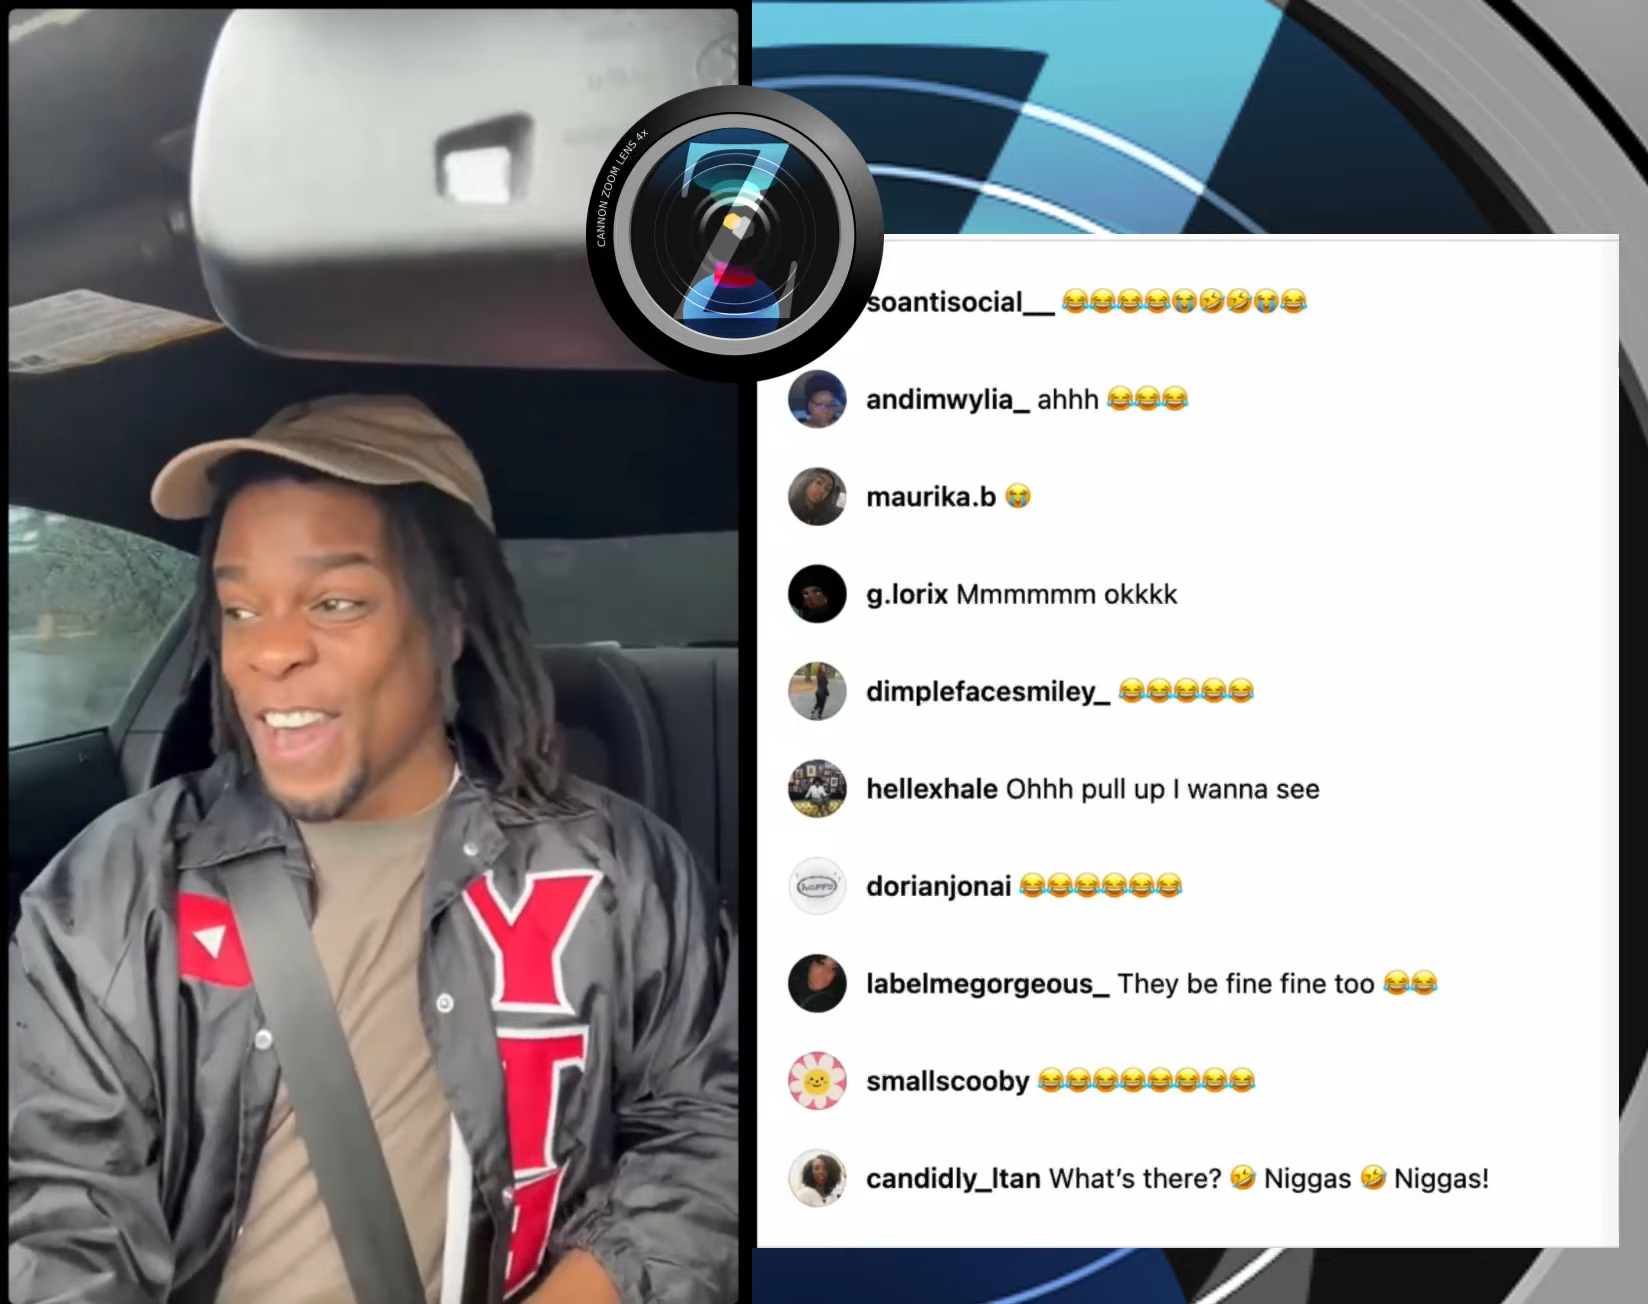 CANNON ZOOM LENS 4x
soantisocial__ 😂😂😂😂😭🤣🤣😭😂
andimwylia_ ahhh 😂😂😂
maurika.b 😭
g.lorix Mmmmmm okkkk
dimplefacesmiley_ 😂😂😂😂😂
hellexhale Ohhh pull up I wanna see
dorianjonai 😂😂😂😂😂😂
labelmegorgeous_ They be fine fine too 😂😂
smallscooby 😂😂😂😂😂😂😂😂
candidly_ltan What’s there? 🤣 Niggas 🤣 Niggas!
Y
T